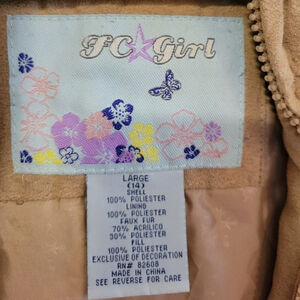 FC Girl
LARGE
(14)
SHELL
100% POLIESTER
LINING
100% POLIESTER
FAUX FUR
70% ACRILICO
30% POLIESTER
FILL
100% POLIESTER
EXCLUSIVE OF DECORATION
RN# 82608
MADE IN CHINA
SEE REVERSE FOR CARE